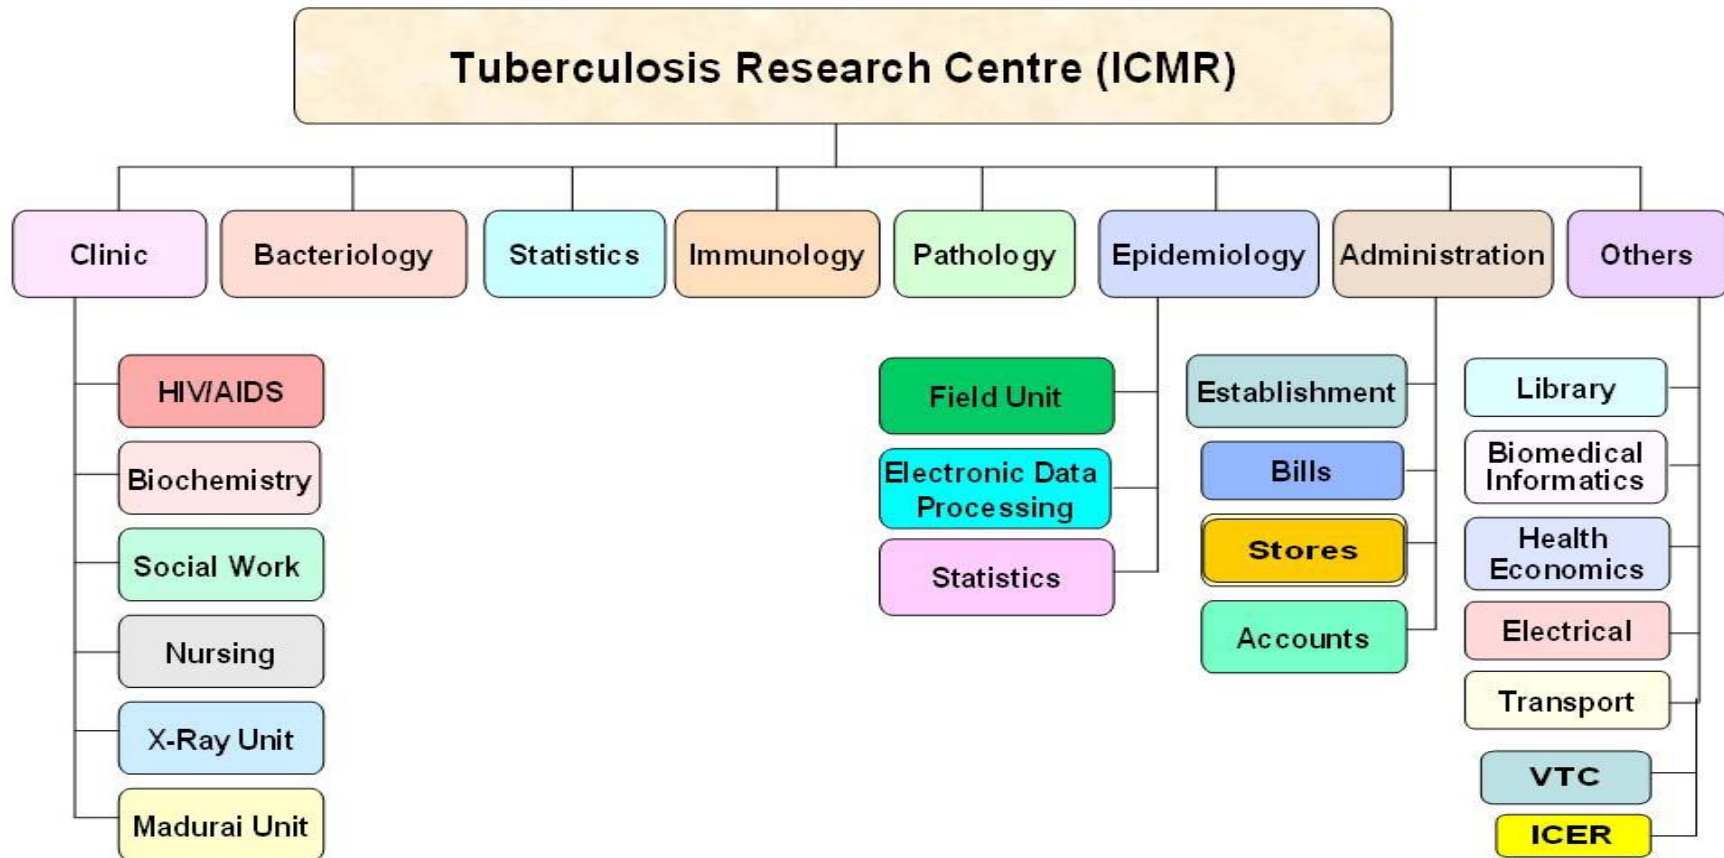 Tuberculosis Research Centre (ICMR)
Clinic
Bacteriology
Statistics
Immunology
Pathology
Epidemiology
Administration
Others
HIV/AIDS
Biochemistry
Social Work
Nursing
X-Ray Unit
Madurai Unit
Field Unit
Electronic Data
Processing
Statistics
Establishment
Bills
Stores
Accounts
Library
Biomedical
Informatics
Health
Economics
Electrical
Transport
VTC
ICER